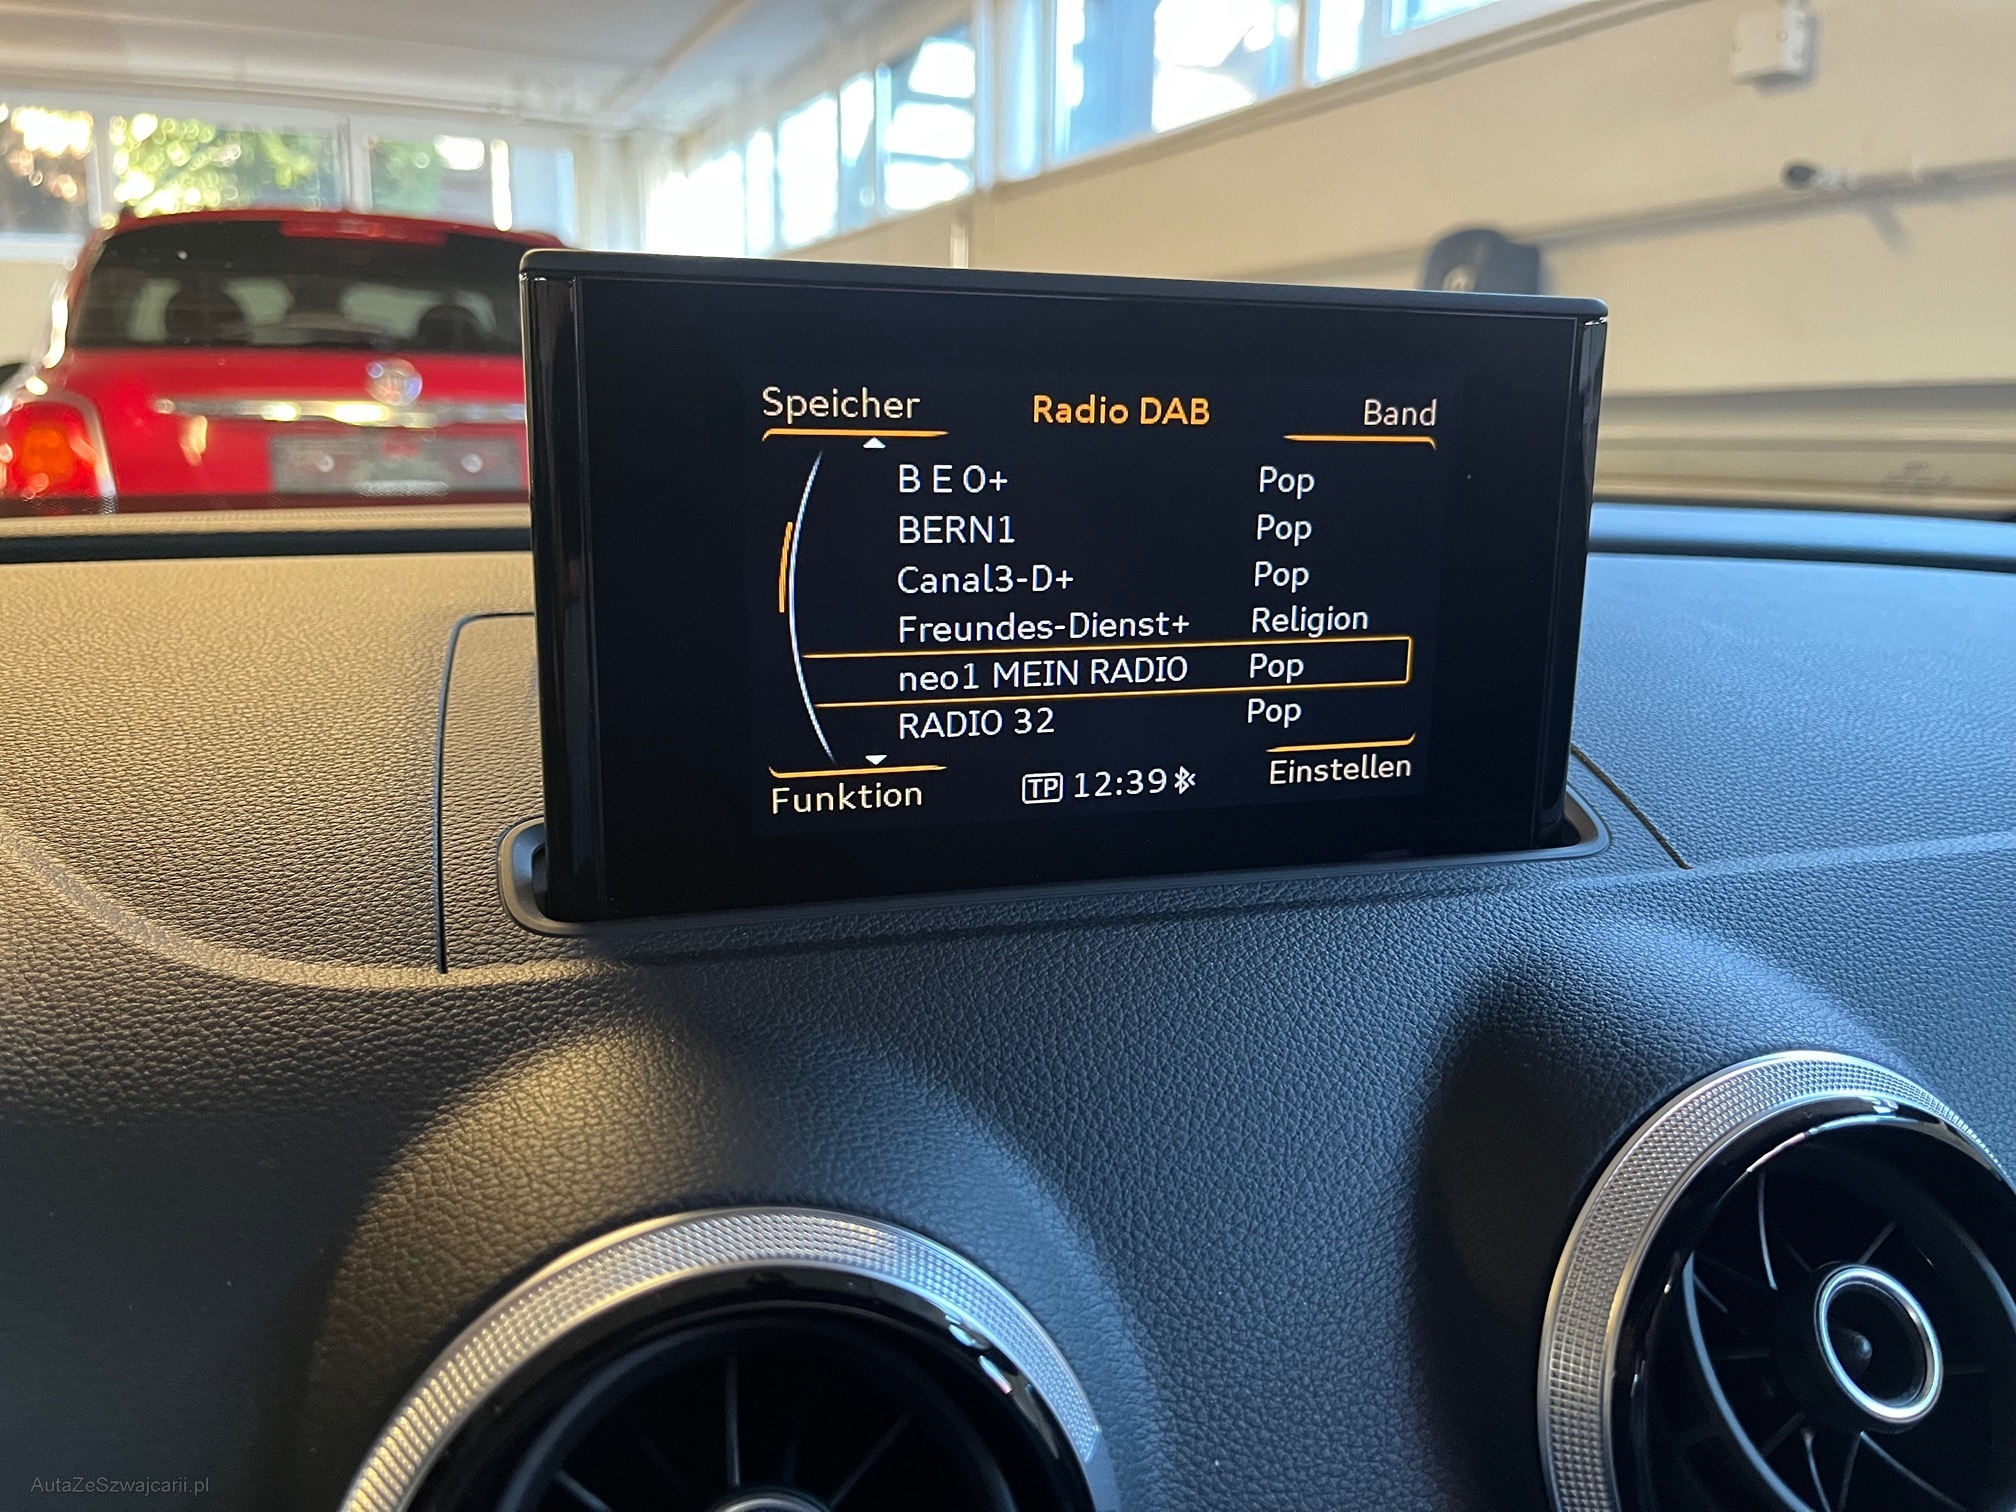 Speicher Radio DAB Band
B E O+ Pop
BERN1 Pop
Canal3-D+ Pop
Freundes-Dienst+ Religion
neo1 MEIN RADIO Pop
RADIO 32 Pop
Funktion TP 12:39 Einstellen
AutaZeSzwajcarii.pl